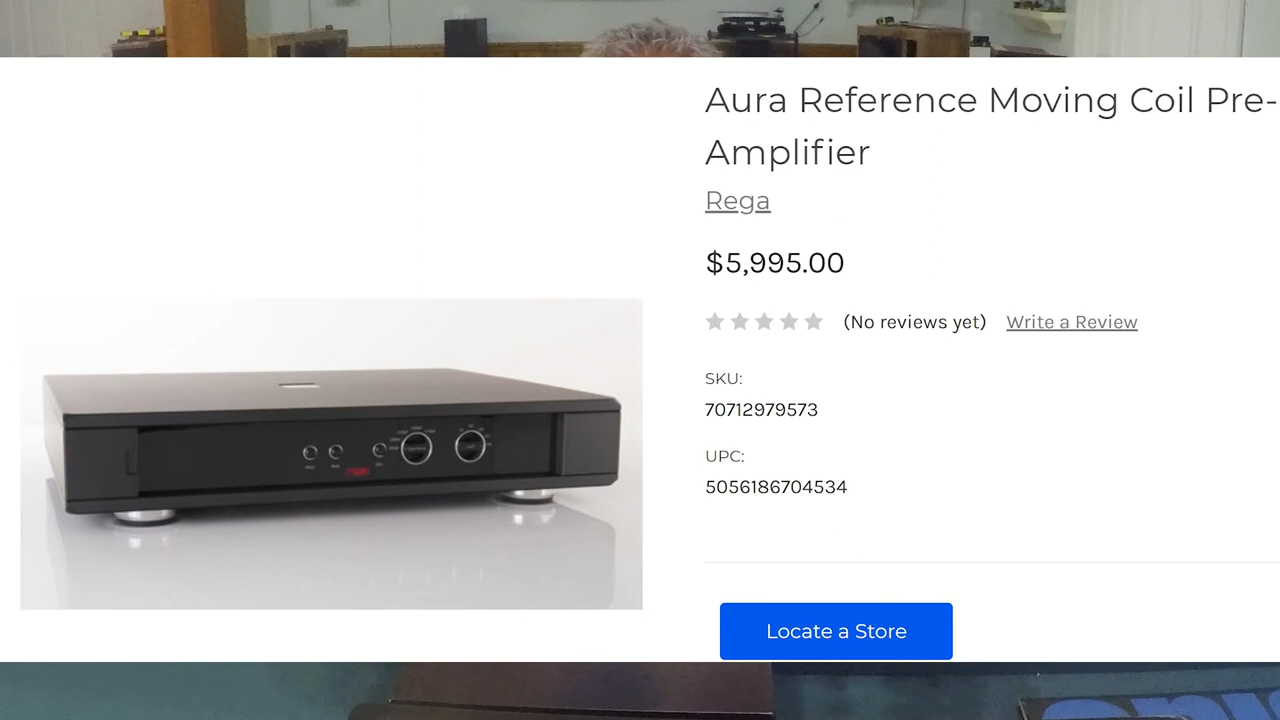 Aura Reference Moving Coil Pre-
Amplifier
Rega
$5,995.00
(No reviews yet) Write a Review
SKU:
70712979573
UPC:
5056186704534
Locate a Store